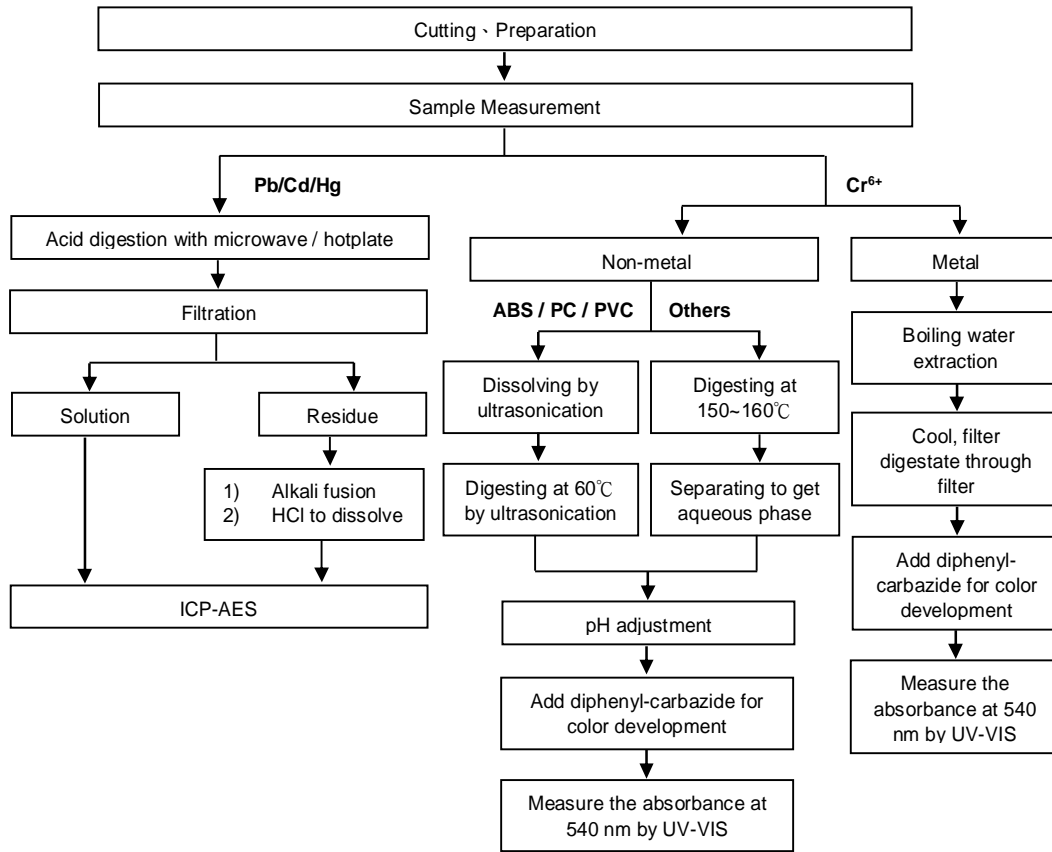 Cutting、Preparation
Sample Measurement
Pb/Cd/Hg
Cr⁶⁺
Acid digestion with microwave / hotplate
Filtration
Solution
Residue
1) Alkali fusion
2) HCl to dissolve
ICP-AES
Non-metal
ABS / PC / PVC
Others
Dissolving by
ultrasonication
Digesting at 60℃
by ultrasonication
Digesting at
150~160℃
Separating to get
aqueous phase
pH adjustment
Add diphenyl-carbazide for
color development
Measure the absorbance at
540 nm by UV-VIS
Metal
Boiling water
extraction
Cool, filter
digestate through
filter
Add diphenyl-
carbazide for color
development
Measure the
absorbance at 540
nm by UV-VIS